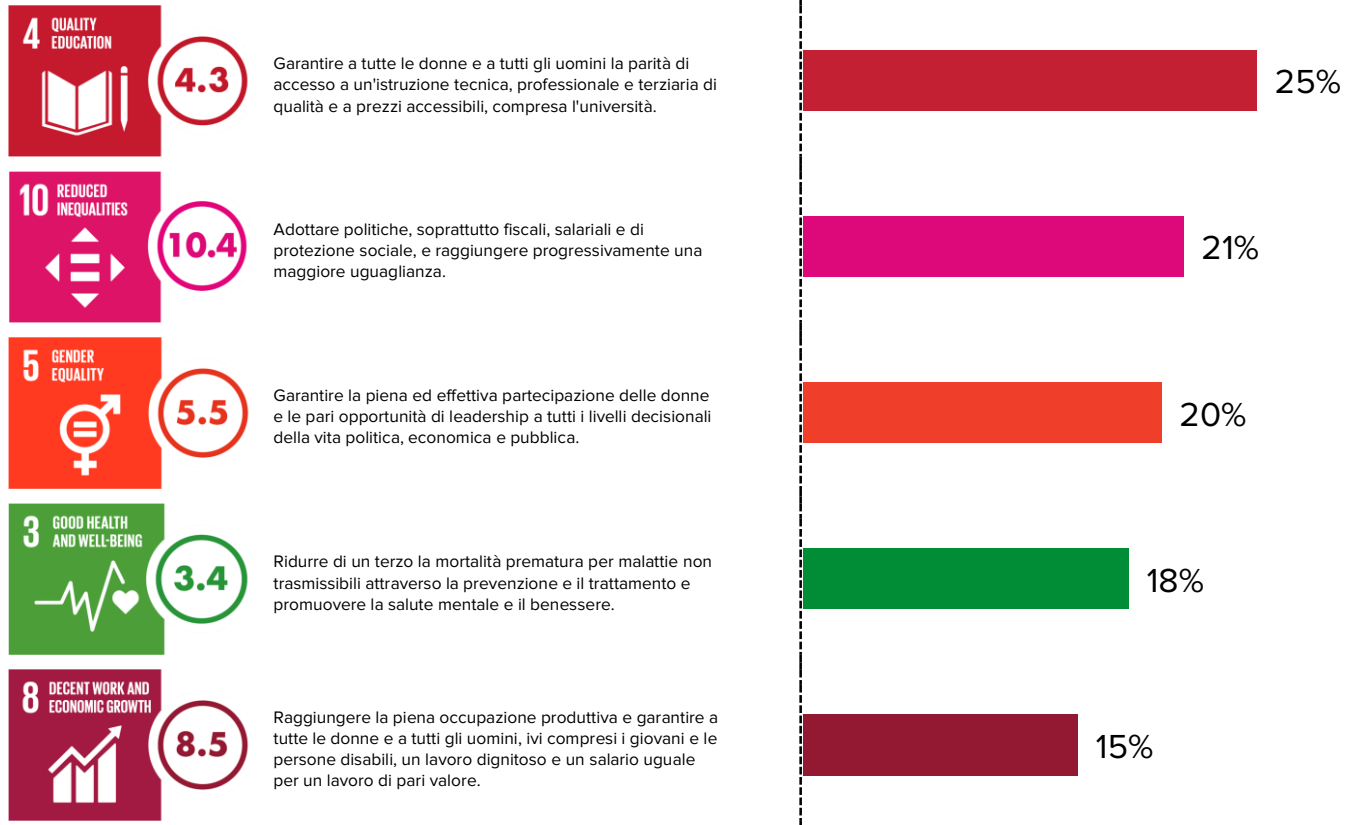 4 QUALITY
EDUCATION
4.3
Garantire a tutte le donne e a tutti gli uomini la parità di
accesso a un'istruzione tecnica, professionale e terziaria di
qualità e a prezzi accessibili, compresa l'università.
25%
10 REDUCED
INEQUALITIES
10.4
Adottare politiche, soprattutto fiscali, salariali e di
protezione sociale, e raggiungere progressivamente una
maggiore uguaglianza.
21%
5 GENDER
EQUALITY
5.5
Garantire la piena ed effettiva partecipazione delle donne
e le pari opportunità di leadership a tutti i livelli decisionali
della vita politica, economica e pubblica.
20%
3 GOOD HEALTH
AND WELL-BEING
3.4
Ridurre di un terzo la mortalità prematura per malattie non
trasmissibili attraverso la prevenzione e il trattamento e
promuovere la salute mentale e il benessere.
18%
8 DECENT WORK AND
ECONOMIC GROWTH
8.5
Raggiungere la piena occupazione produttiva e garantire a
tutte le donne e a tutti gli uomini, ivi compresi i giovani e le
persone disabili, un lavoro dignitoso e un salario uguale
per un lavoro di pari valore.
15%